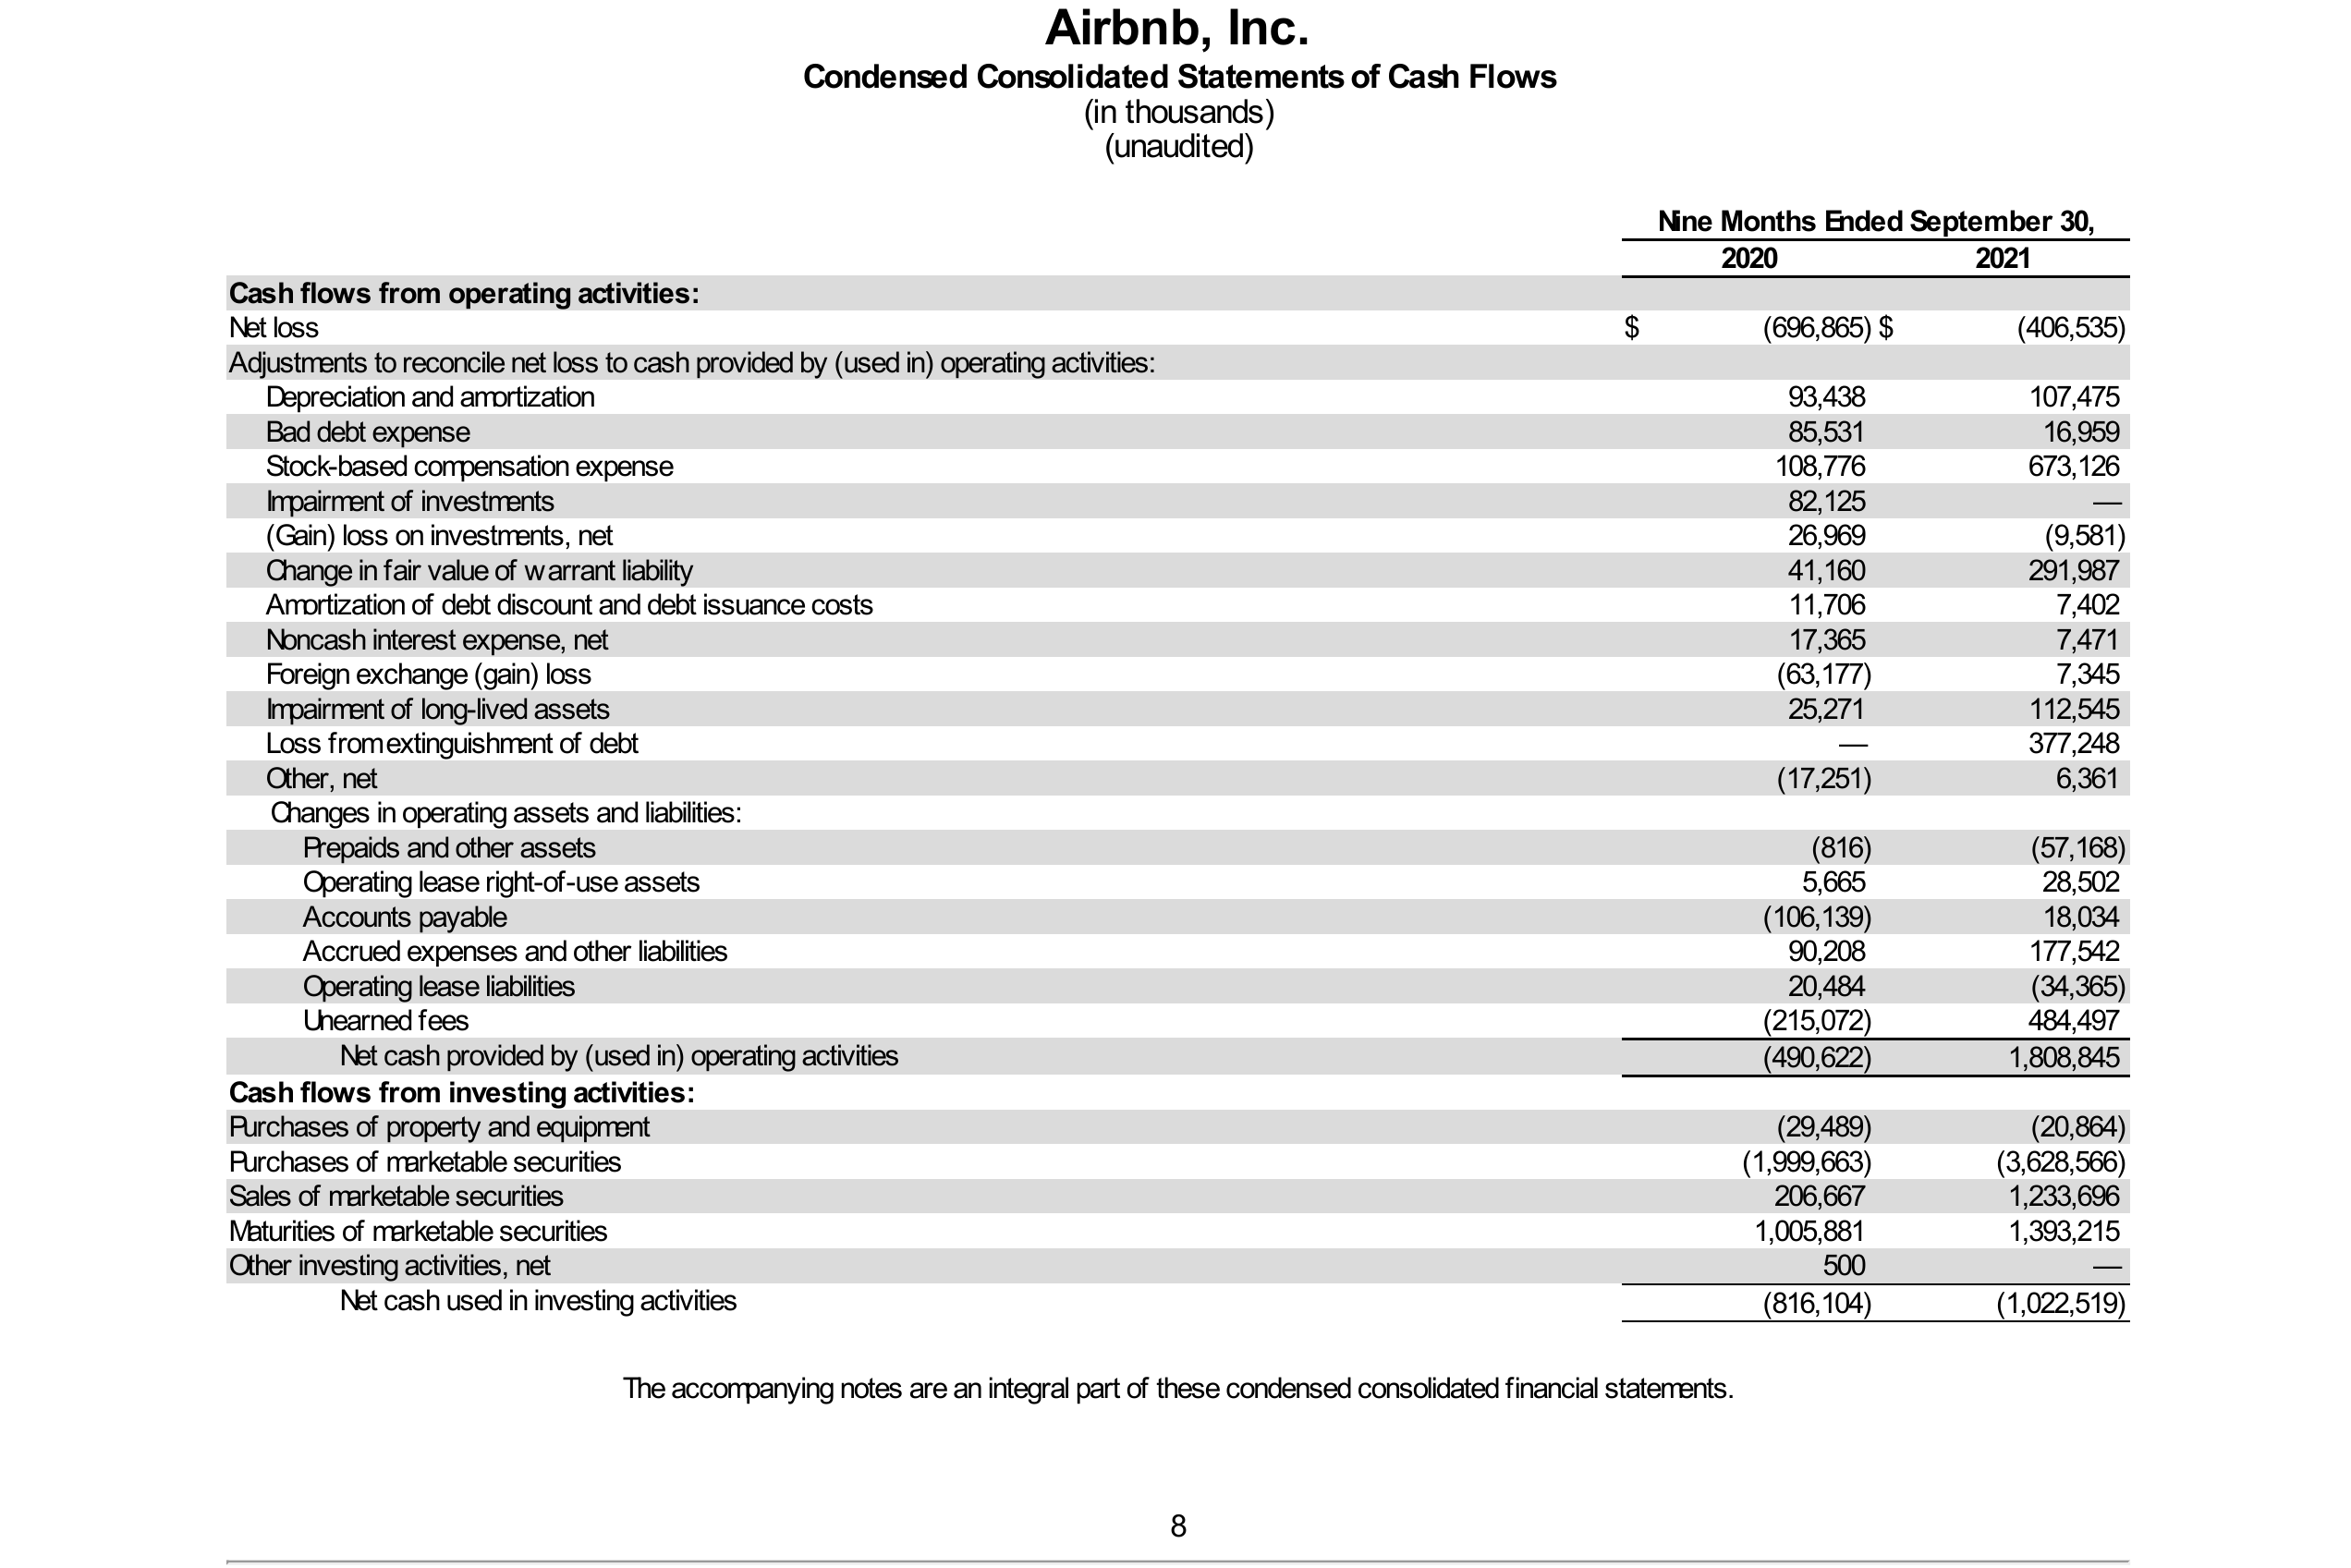 Airbnb, Inc.
Condensed Consolidated Statements of Cash Flows
(in thousands)
(unaudited)
Nine Months Ended September 30,
2020 2021
Cash flows from operating activities:
Net loss $ (696,865) $ (406,535)
Adjustments to reconcile net loss to cash provided by (used in) operating activities:
Depreciation and amortization 93,438 107,475
Bad debt expense 85,531 16,959
Stock-based compensation expense 108,776 673,126
Impairment of investments 82,125 —
(Gain) loss on investments, net 26,969 (9,581)
Change in fair value of warrant liability 41,160 291,987
Amortization of debt discount and debt issuance costs 11,706 7,402
Noncash interest expense, net 17,365 7,471
Foreign exchange (gain) loss (63,177) 7,345
Impairment of long-lived assets 25,271 112,545
Loss from extinguishment of debt — 377,248
Other, net (17,251) 6,361
Changes in operating assets and liabilities:
Prepaids and other assets (816) (57,168)
Operating lease right-of-use assets 5,665 28,502
Accounts payable (106,139) 18,034
Accrued expenses and other liabilities 90,208 177,542
Operating lease liabilities 20,484 (34,365)
Unearned fees (215,072) 484,497
Net cash provided by (used in) operating activities (490,622) 1,808,845
Cash flows from investing activities:
Purchases of property and equipment (29,489) (20,864)
Purchases of marketable securities (1,999,663) (3,628,566)
Sales of marketable securities 206,667 1,233,696
Maturities of marketable securities 1,005,881 1,393,215
Other investing activities, net 500 —
Net cash used in investing activities (816,104) (1,022,519)
The accompanying notes are an integral part of these condensed consolidated financial statements.
8